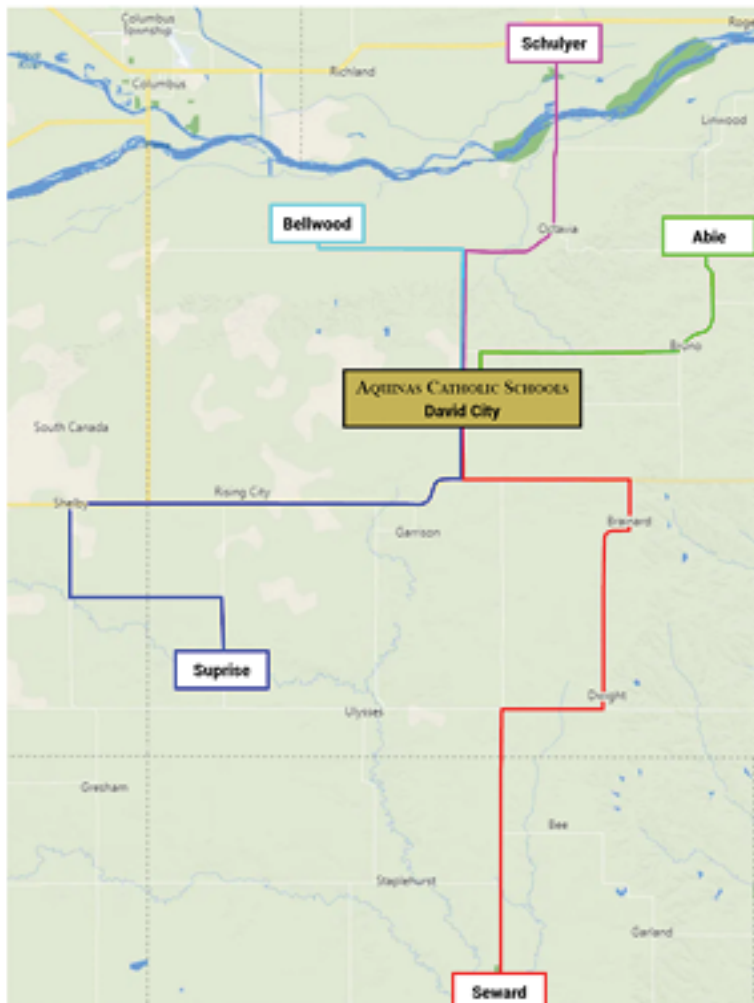 Columbus
Township
Schulyer
Roge
Richland
Columbus
Linwood
Bellwood
Octavia
Abie
Bruno
AQUINAS CATHOLIC SCHOOLS
David City
South Canada
Rising City
Shelby
Garrison
Brainard
Suprise
Dwight
Ulysses
Gresham
Bee
Staplehurst
Garland
Seward